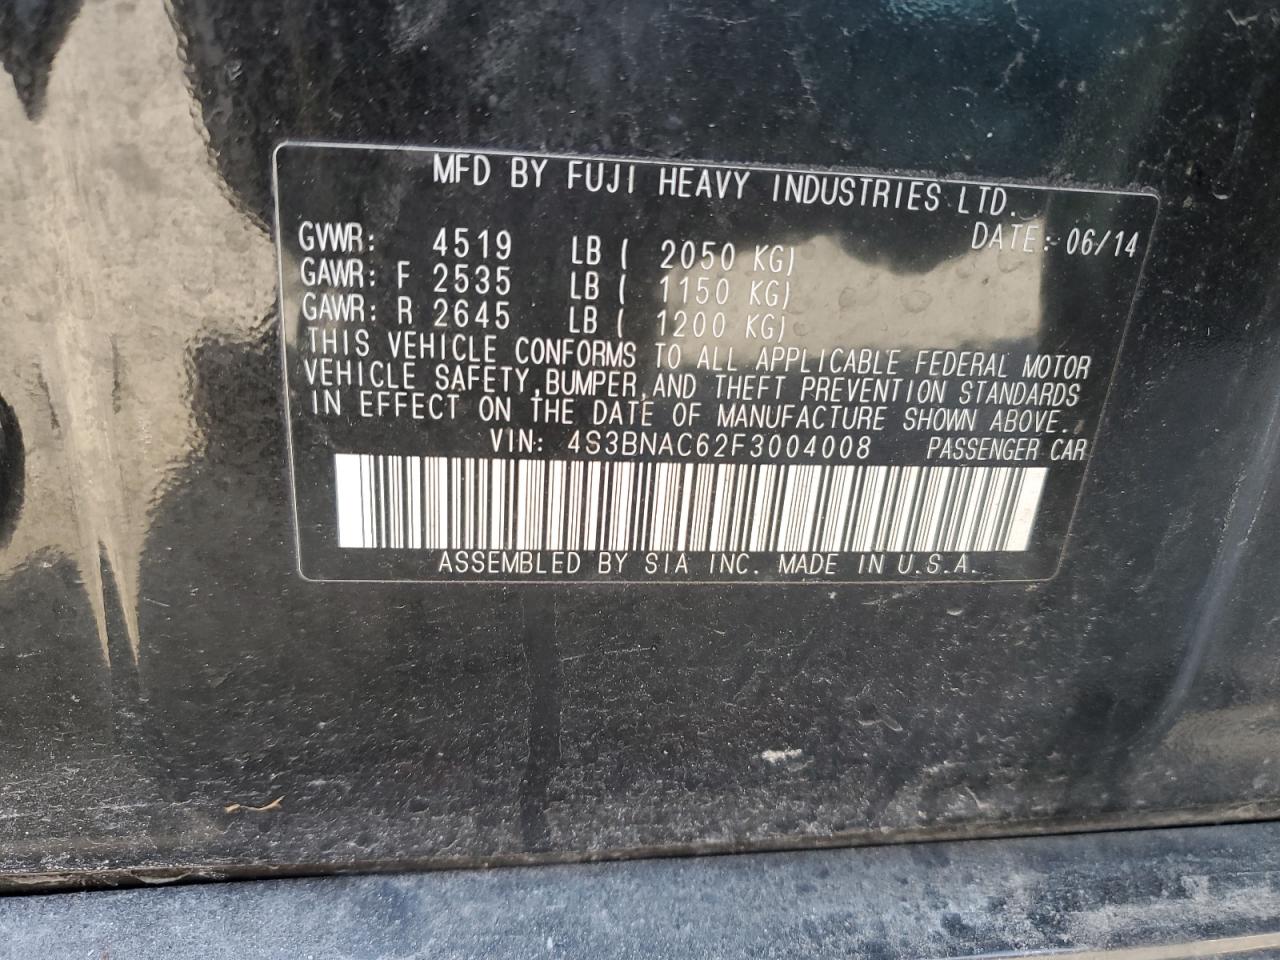 MFD BY FUJI HEAVY INDUSTRIES LTD.
DATE: 06/14
GVWR: 4519 LB ( 2050 KG)
GAWR: F 2535 LB ( 1150 KG)
GAWR: R 2645 LB ( 1200 KG)
THIS VEHICLE CONFORMS TO ALL APPLICABLE FEDERAL MOTOR
VEHICLE SAFETY,BUMPER,AND THEFT PREVENTION STANDARDS
IN EFFECT ON THE DATE OF MANUFACTURE SHOWN ABOVE.
VIN: 4S3BNAC62F3004008 PASSENGER CAR
ASSEMBLED BY SIA INC. MADE IN U.S.A.